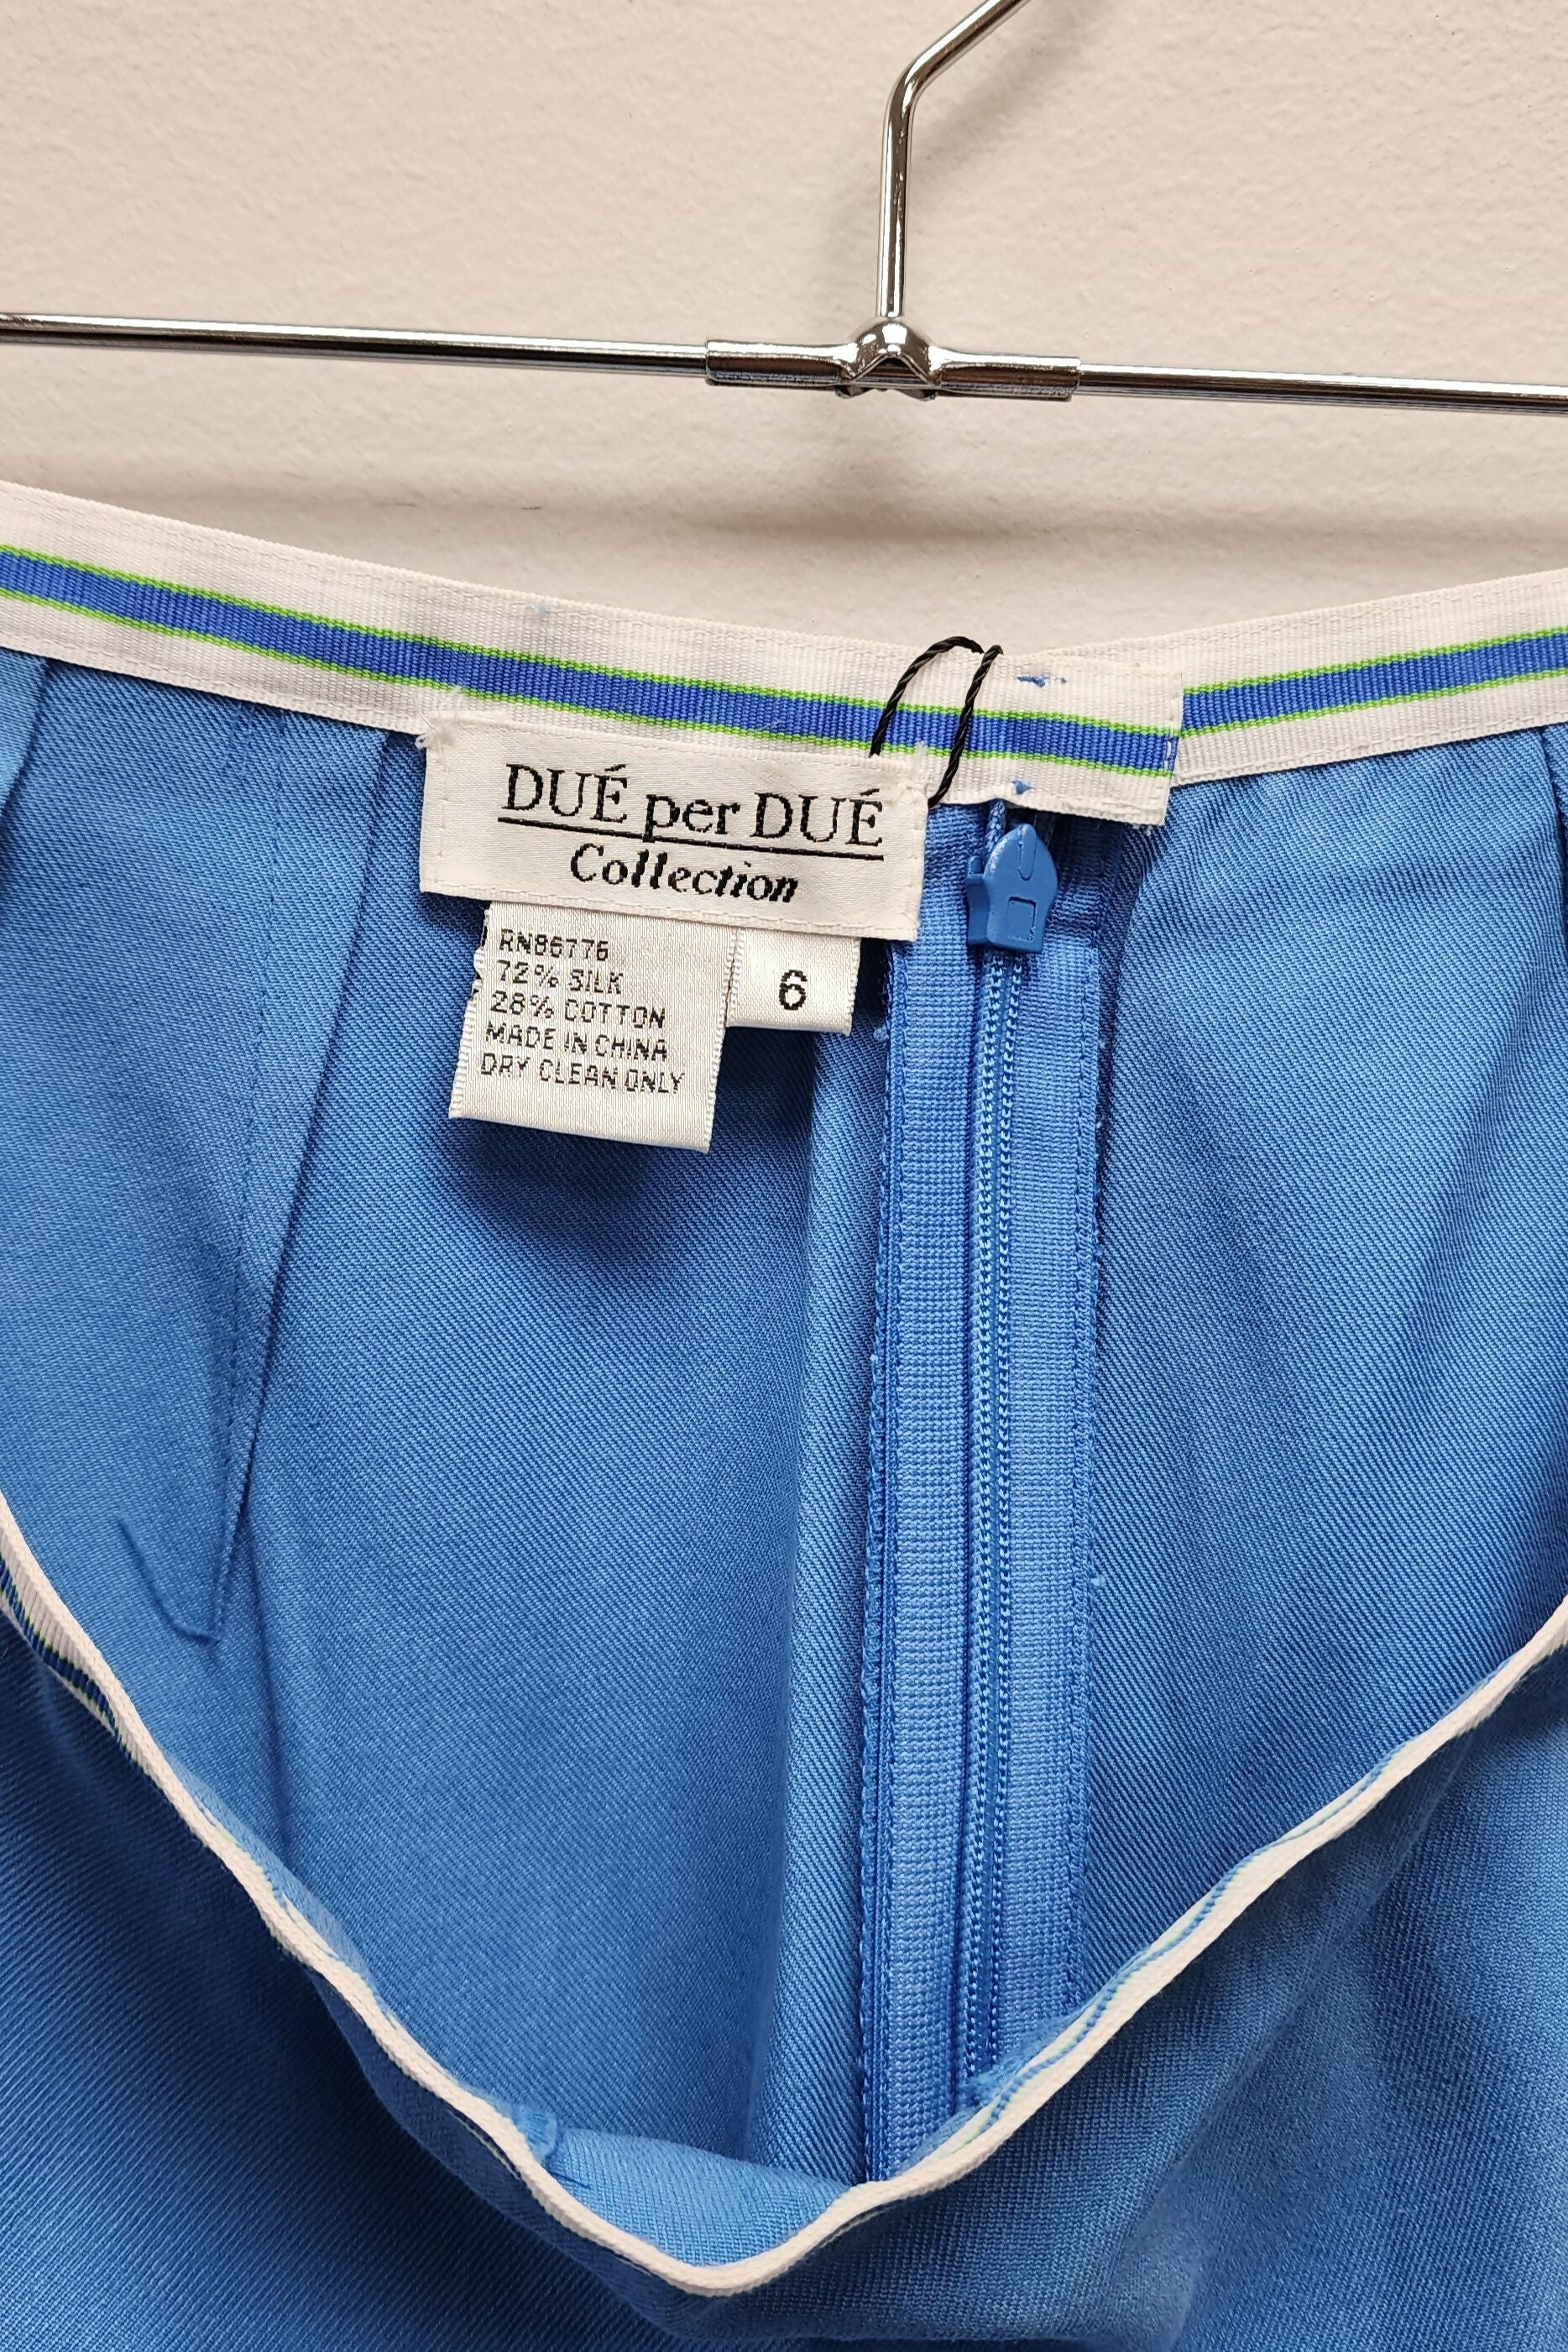 DUÉ per DUÉ
Collection
RN86776
72% SILK
28% COTTON
MADE IN CHINA
DRY CLEAN ONLY
6